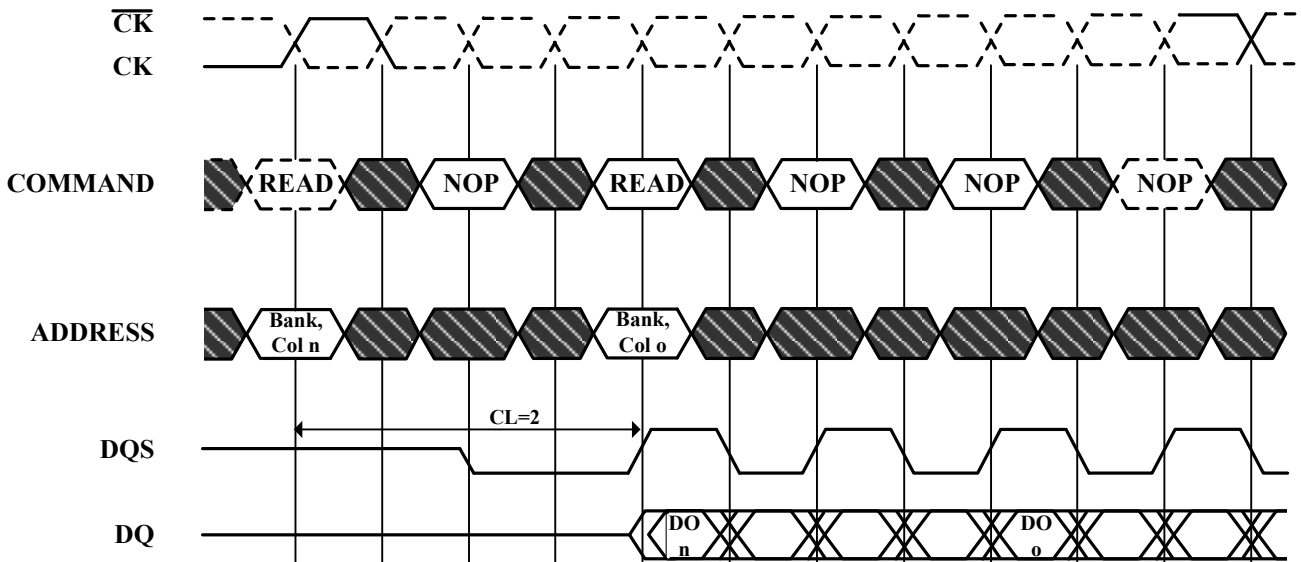 CK
CK
COMMAND
READ
NOP
READ
NOP
NOP
NOP
ADDRESS
Bank,
Col n
Bank,
Col o
CL=2
DQS
DQ
DO
n
DO
o